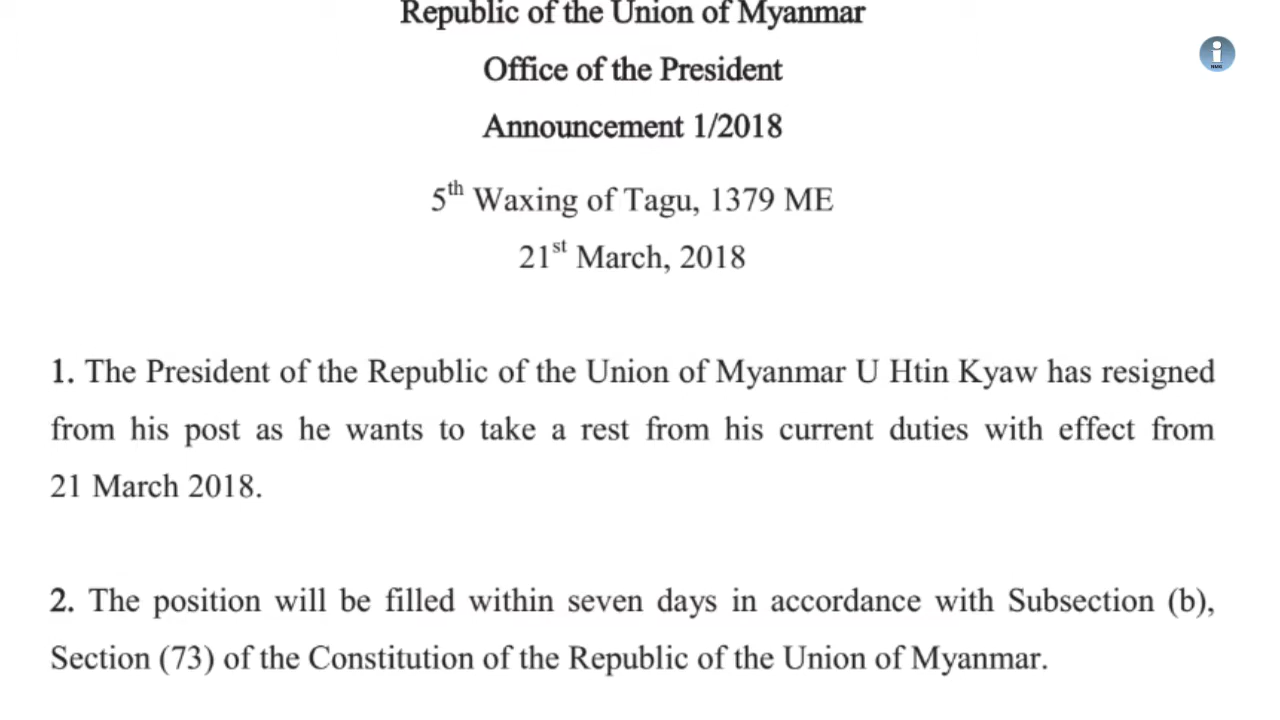 Republic of the Union of Myanmar
Office of the President
Announcement 1/2018
5th Waxing of Tagu, 1379 ME
21st March, 2018
1. The President of the Republic of the Union of Myanmar U Htin Kyaw has resigned
from his post as he wants to take a rest from his current duties with effect from
21 March 2018.
2. The position will be filled within seven days in accordance with Subsection (b),
Section (73) of the Constitution of the Republic of the Union of Myanmar.